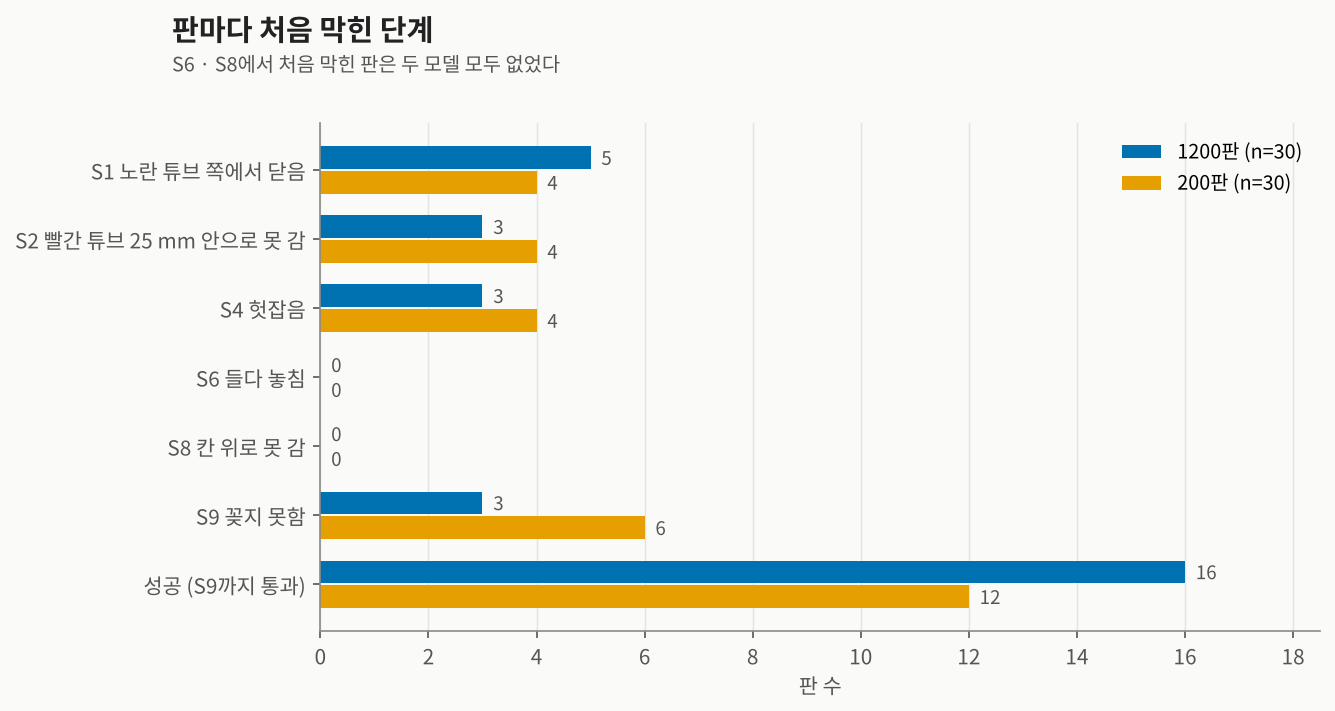 판마다 처음 막힌 단계
S6 · S8에서 처음 막힌 판은 두 모델 모두 없었다
1200판 (n=30)
200판 (n=30)
S1 노란 튜브 쪽에서 닫음
5
4
S2 빨간 튜브 25 mm 안으로 못 감
3
4
S4 헛잡음
3
4
S6 들다 놓침
0
0
S8 칸 위로 못 감
0
0
S9 꽂지 못함
3
6
성공 (S9까지 통과)
16
12
0 2 4 6 8 10 12 14 16 18
판 수